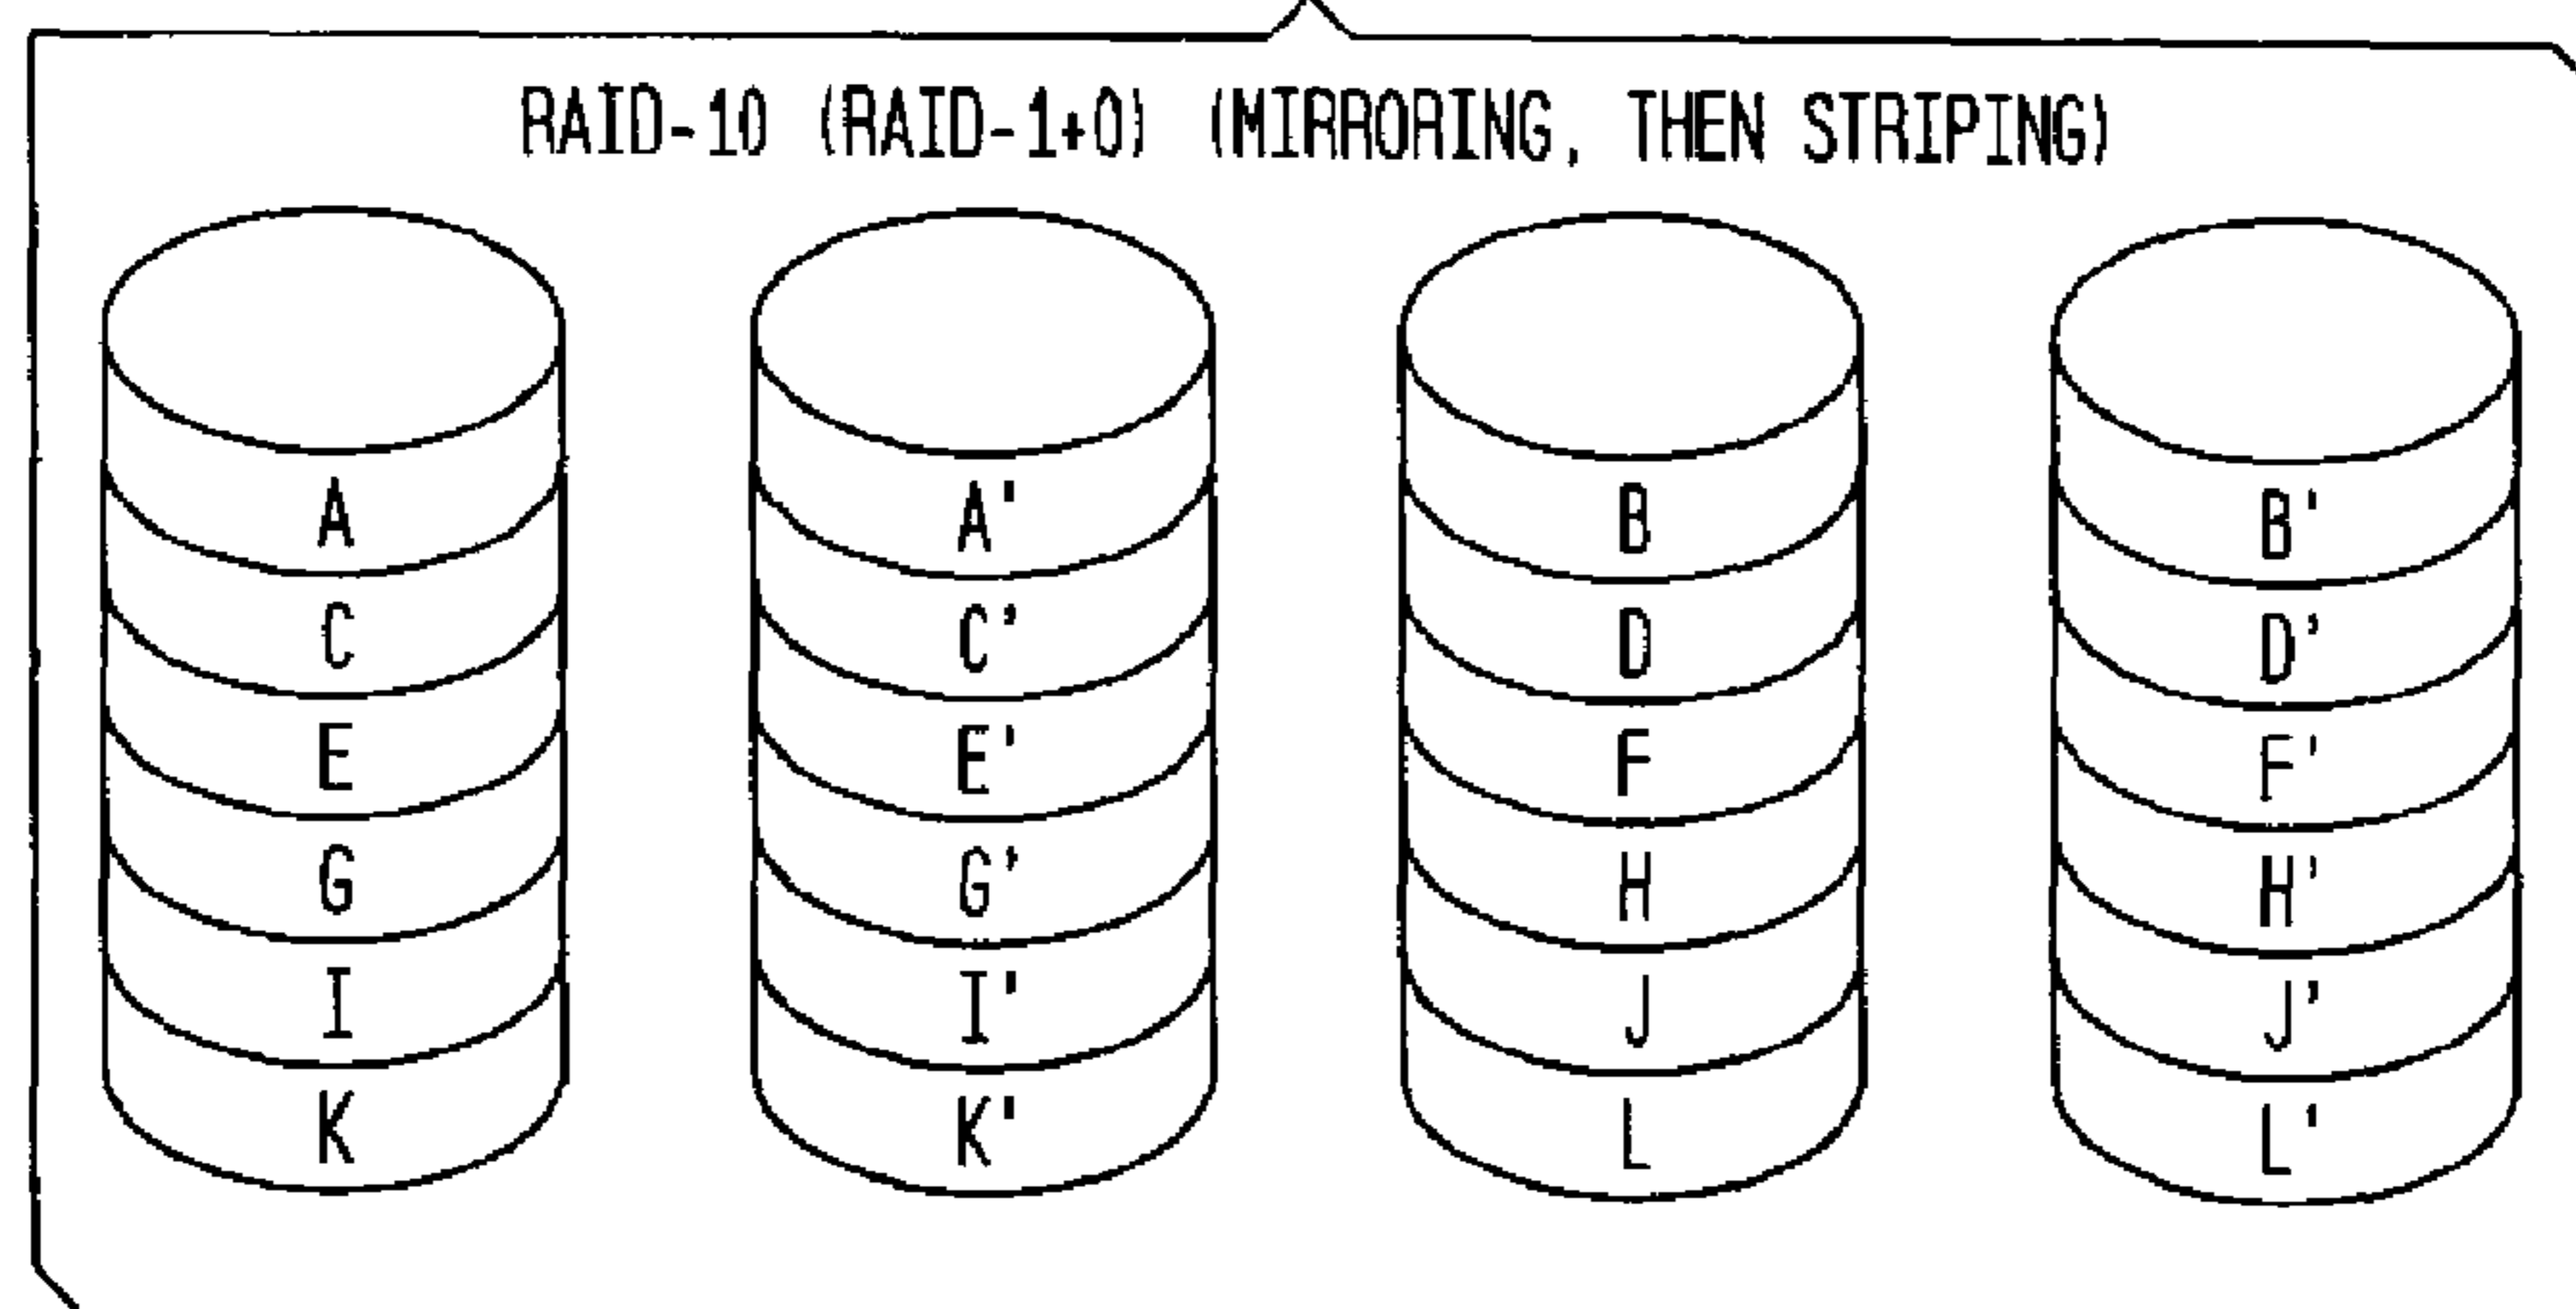 RAID-10 (RAID-1+0) (MIRRORING, THEN STRIPING)
A A' B B'
C C' D D'
E E' F F'
G G' H H'
I I' J J'
K K' L L'